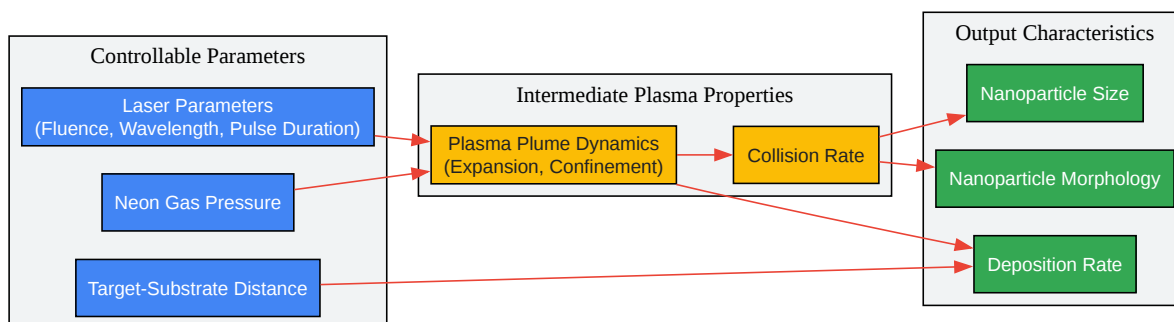 Controllable Parameters
Laser Parameters
(Fluence, Wavelength, Pulse Duration)
Neon Gas Pressure
Target-Substrate Distance
Intermediate Plasma Properties
Plasma Plume Dynamics
(Expansion, Confinement)
Collision Rate
Output Characteristics
Nanoparticle Size
Nanoparticle Morphology
Deposition Rate